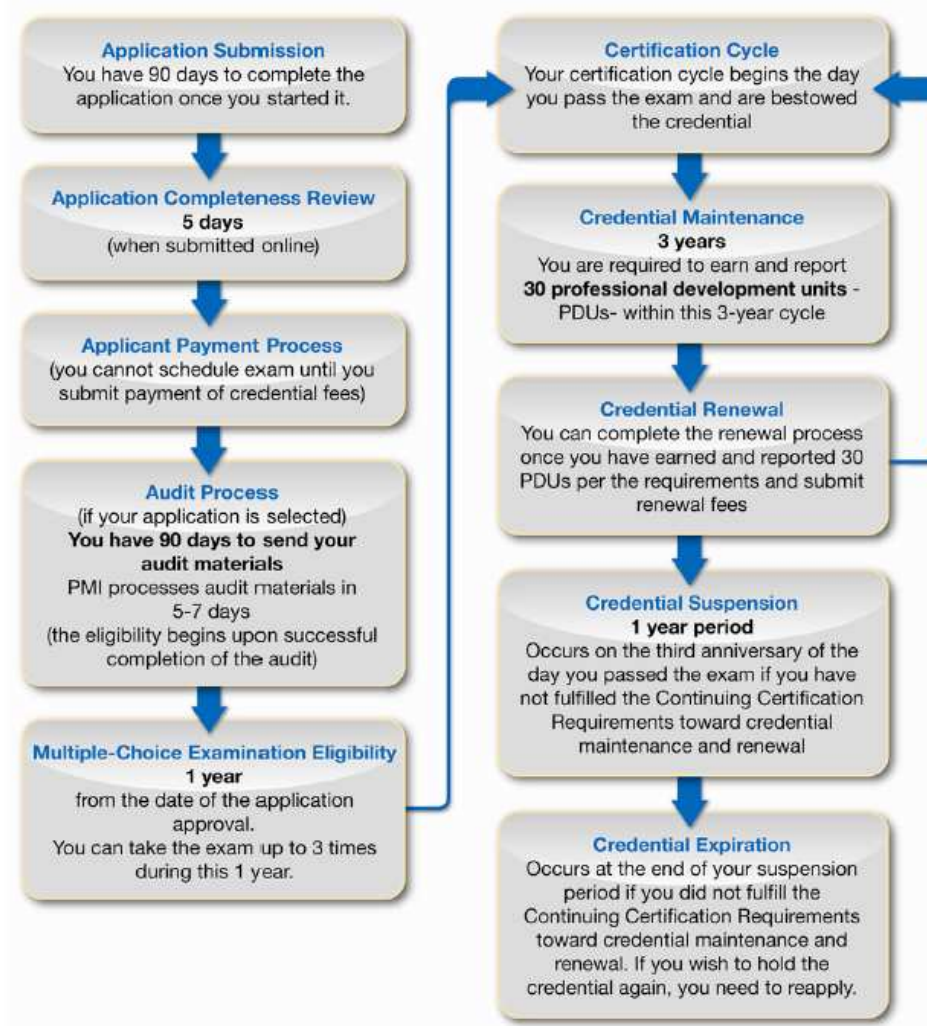 Application Submission
You have 90 days to complete the
application once you started it.
Application Completeness Review
5 days
(when submitted online)
Applicant Payment Process
(you cannot schedule exam until you
submit payment of credential fees)
Audit Process
(if your application is selected)
You have 90 days to send your
audit materials
PMI processes audit materials in
5-7 days
(the eligibility begins upon successful
completion of the audit)
Multiple-Choice Examination Eligibility
1 year
from the date of the application
approval.
You can take the exam up to 3 times
during this 1 year.
Certification Cycle
Your certification cycle begins the day
you pass the exam and are bestowed
the credential
Credential Maintenance
3 years
You are required to earn and report
30 professional development units -
PDUs- within this 3-year cycle
Credential Renewal
You can complete the renewal process
once you have earned and reported 30
PDUs per the requirements and submit
renewal fees
Credential Suspension
1 year period
Occurs on the third anniversary of the
day you passed the exam if you have
not fulfilled the Continuing Certification
Requirements toward credential
maintenance and renewal
Credential Expiration
Occurs at the end of your suspension
period if you did not fulfill the
Continuing Certification Requirements
toward credential maintenance and
renewal. If you wish to hold the
credential again, you need to reapply.